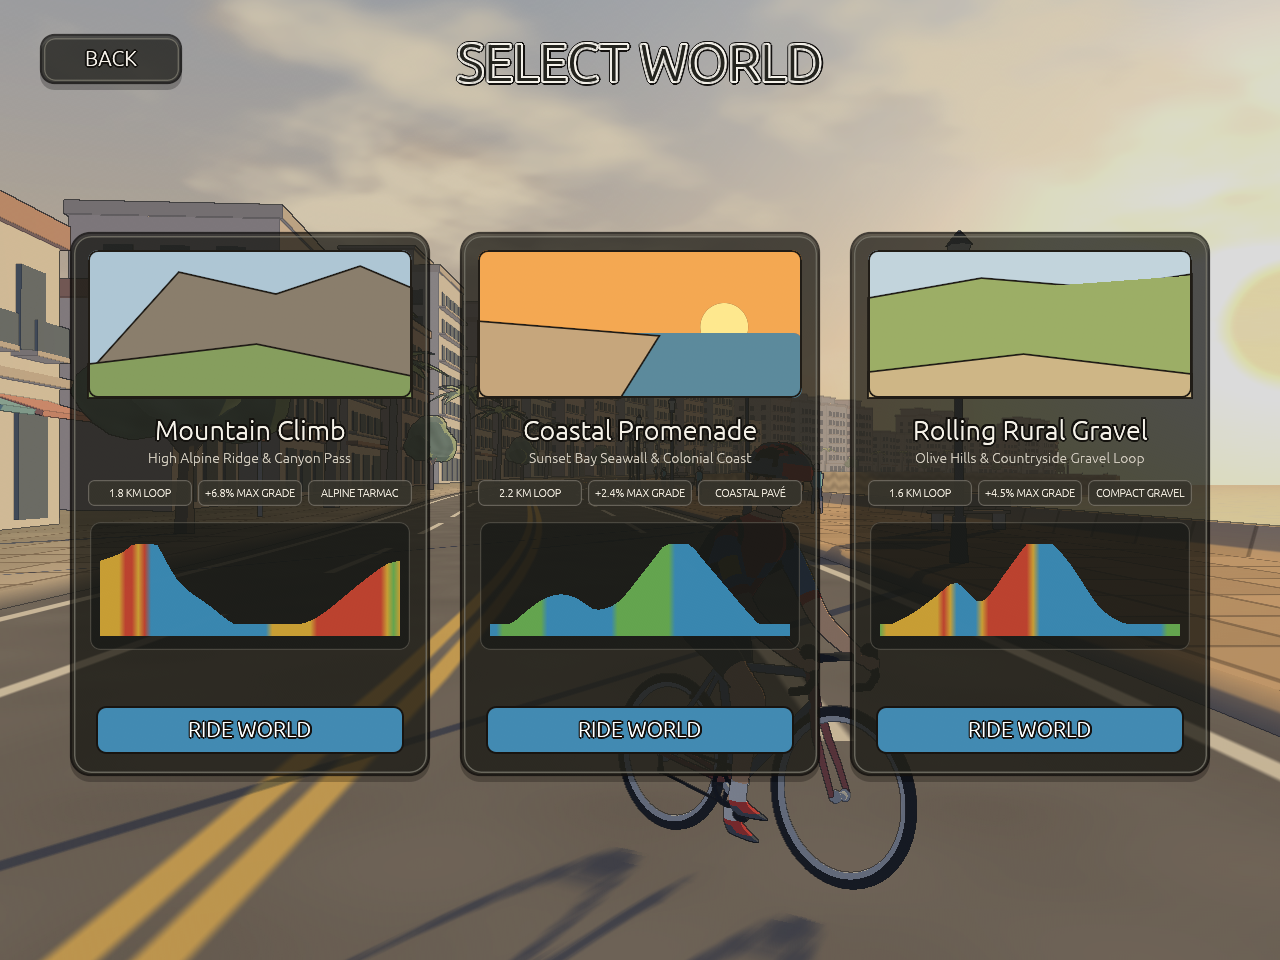 BACK
SELECT WORLD
Mountain Climb
High Alpine Ridge & Canyon Pass
1.8 KM LOOP
+6.8% MAX GRADE
ALPINE TARMAC
RIDE WORLD
Coastal Promenade
Sunset Bay Seawall & Colonial Coast
2.2 KM LOOP
+2.4% MAX GRADE
COASTAL PAVÉ
RIDE WORLD
Rolling Rural Gravel
Olive Hills & Countryside Gravel Loop
1.6 KM LOOP
+4.5% MAX GRADE
COMPACT GRAVEL
RIDE WORLD